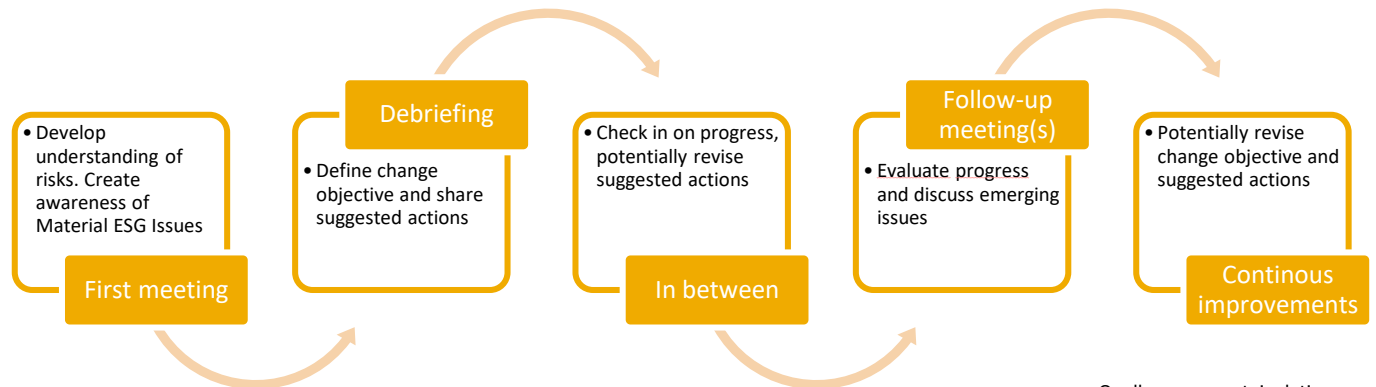 • Develop
understanding of
risks. Create
awareness of
Material ESG Issues
First meeting
Debriefing
• Define change
objective and share
suggested actions
• Check in on progress,
potentially revise
suggested actions
In between
Follow-up
meeting(s)
• Evaluate progress
and discuss emerging
issues
• Potentially revise
change objective and
suggested actions
Continous
improvements